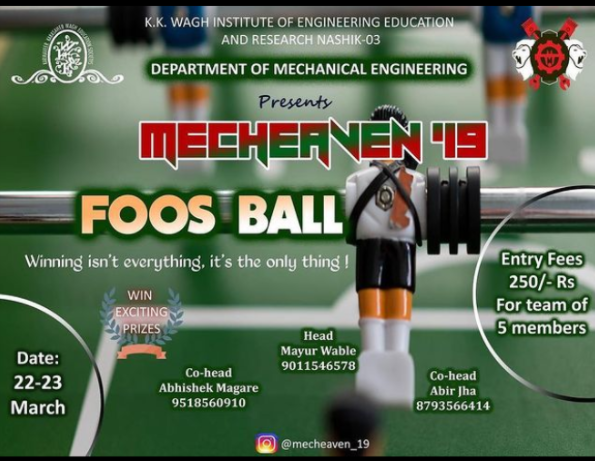 K.K. WAGH INSTITUTE OF ENGINEERING EDUCATION
AND RESEARCH NASHIK-03
DEPARTMENT OF MECHANICAL ENGINEERING
Presents
MECHEAVEN '19
FOOS BALL
Winning isn't everything, it's the only thing !
WIN
EXCITING
PRIZES
Entry Fees
250/- Rs
For team of
5 members
Date:
22-23
March
Head
Mayur Wable
9011546578
Co-head
Abhishek Magare
9518560910
Co-head
Abir Jha
8793566414
@mecheaven_19